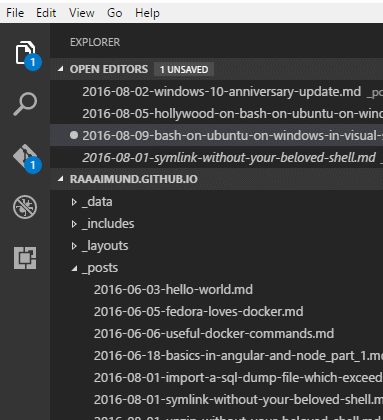 File Edit View Go Help
EXPLORER
1
OPEN EDITORS 1 UNSAVED
2016-08-02-windows-10-anniversary-update.md _po
2016-08-05-hollywood-on-bash-on-ubuntu-on-wind
2016-08-09-bash-on-ubuntu-on-windows-in-visual-s
1
2016-08-01-symlink-without-your-beloved-shell.md
RAAAIMUND.GITHUB.IO
_data
_includes
_layouts
_posts
2016-06-03-hello-world.md
2016-06-05-fedora-loves-docker.md
2016-06-06-useful-docker-commands.md
2016-06-18-basics-in-angular-and-node_part_1.md
2016-08-01-import-a-sql-dump-file-which-exceed
2016-08-01-symlink-without-your-beloved-shell.m